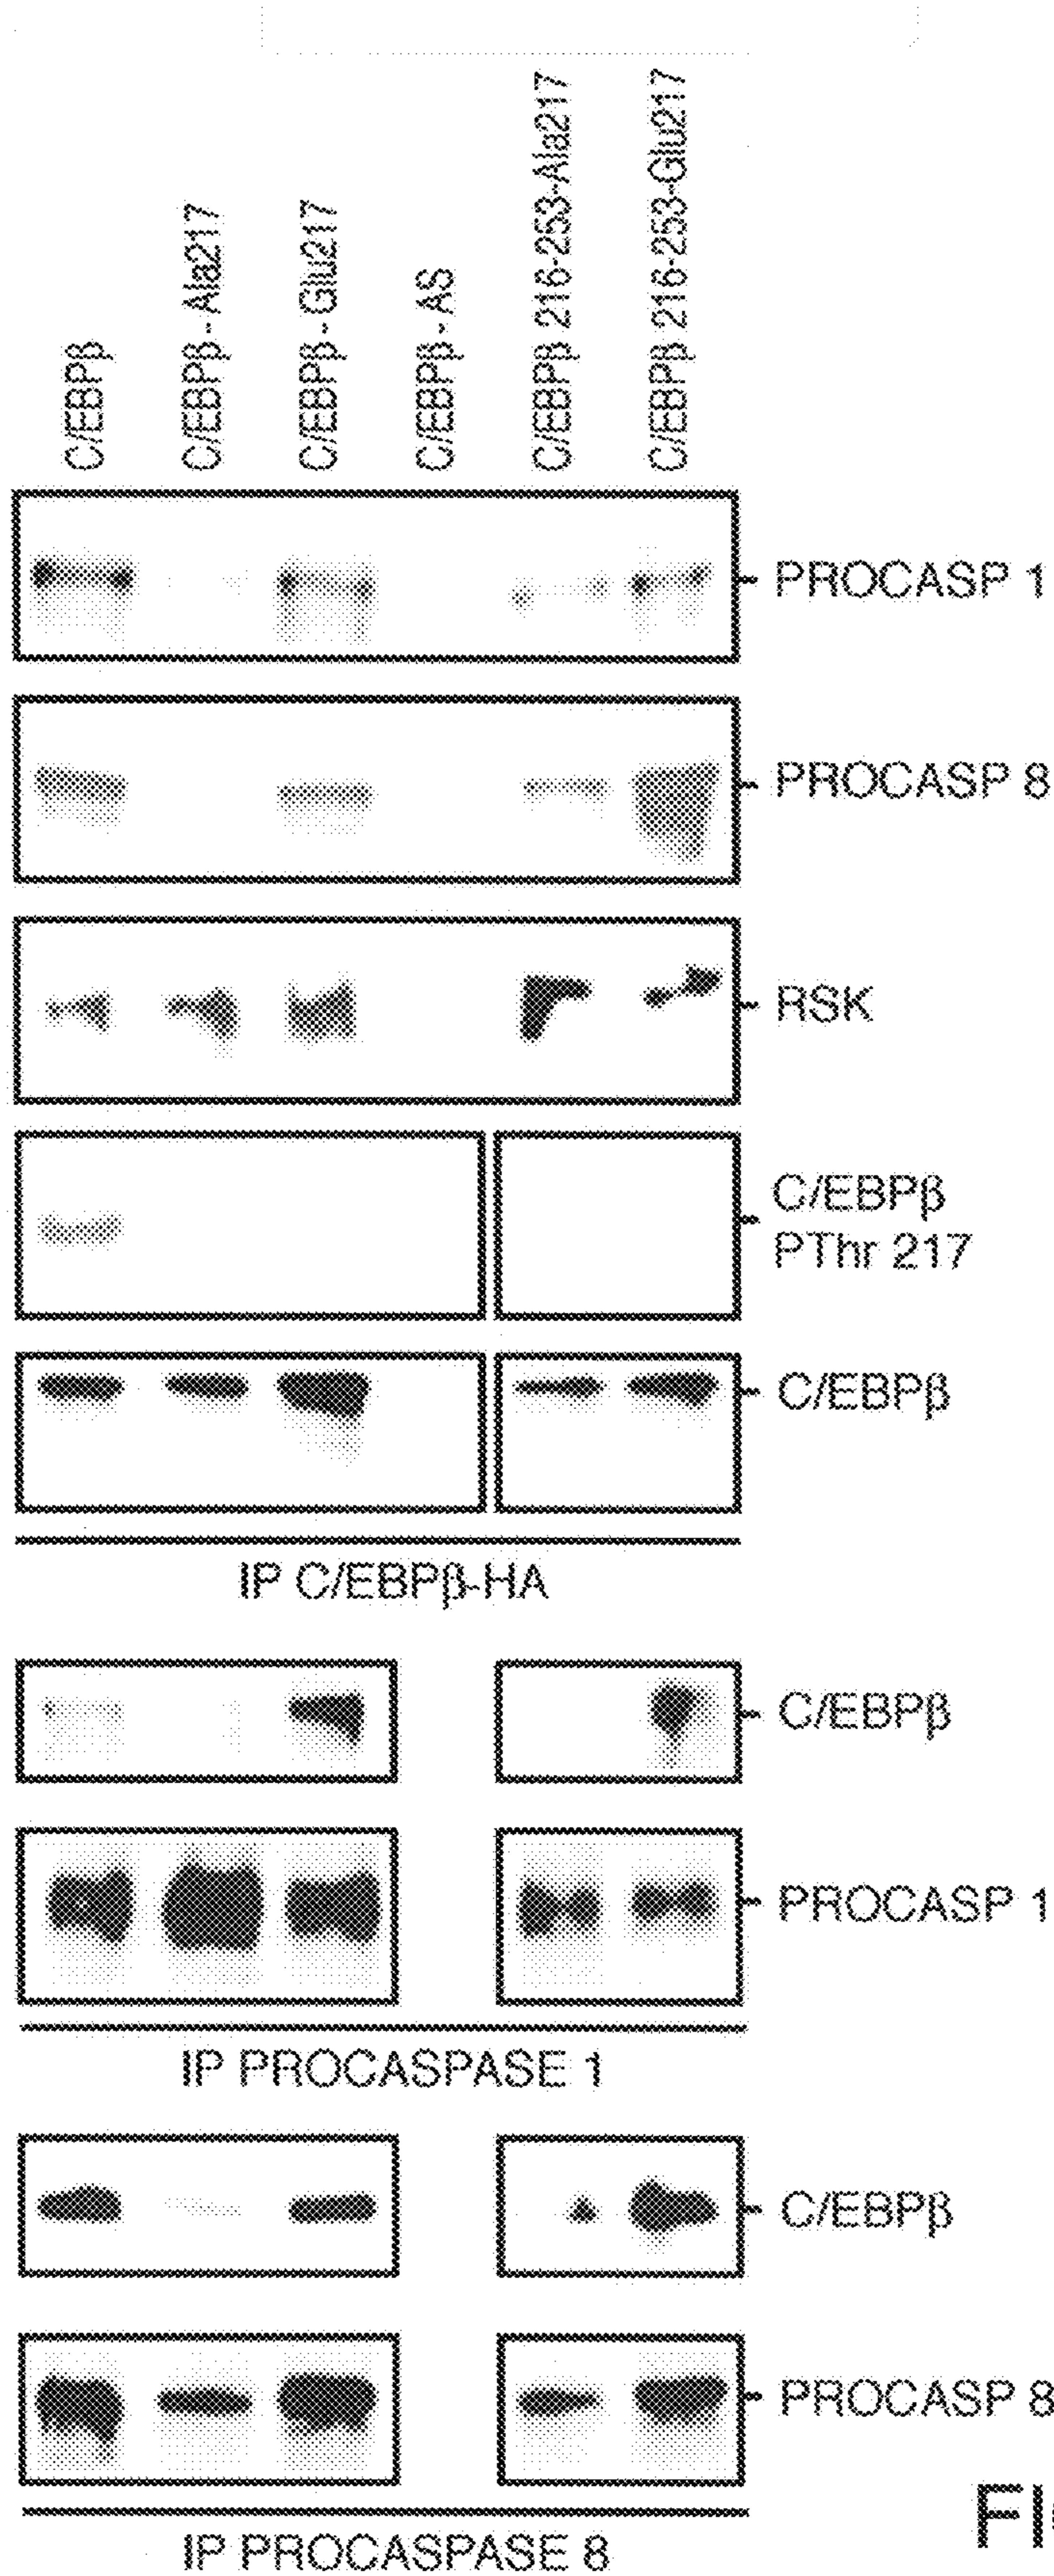 C/EBPβ
C/EBPβ - Ala217
C/EBPβ - Glu217
C/EBPβ - AS
C/EBPβ 216-253-Ala217
C/EBPβ 216-253-Glu217
PROCASP 1
PROCASP 8
RSK
C/EBPβ
PThr 217
C/EBPβ
IP C/EBPβ-HA
C/EBPβ
PROCASP 1
IP PROCASPASE 1
C/EBPβ
PROCASP 8
IP PROCASPASE 8